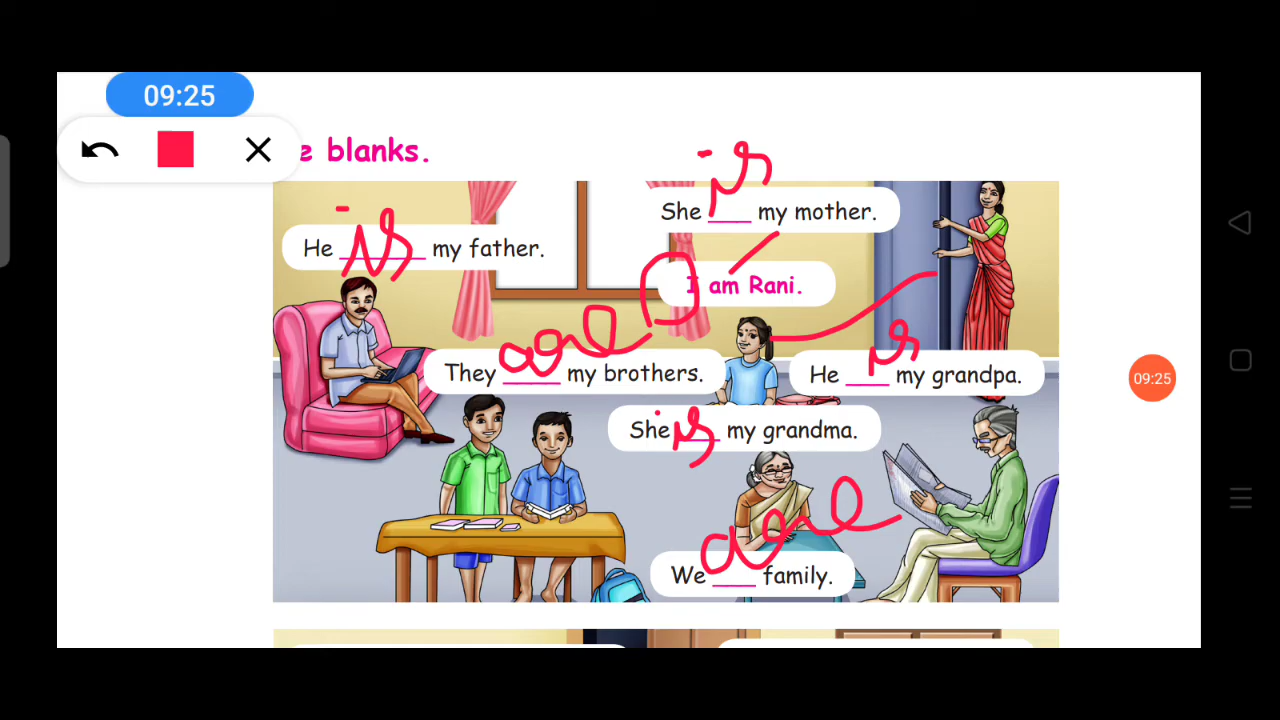 09:25
e blanks.
She is my mother.
He is my father.
I am Rani.
They are my brothers.
He is my grandpa.
09:25
She is my grandma.
We are family.